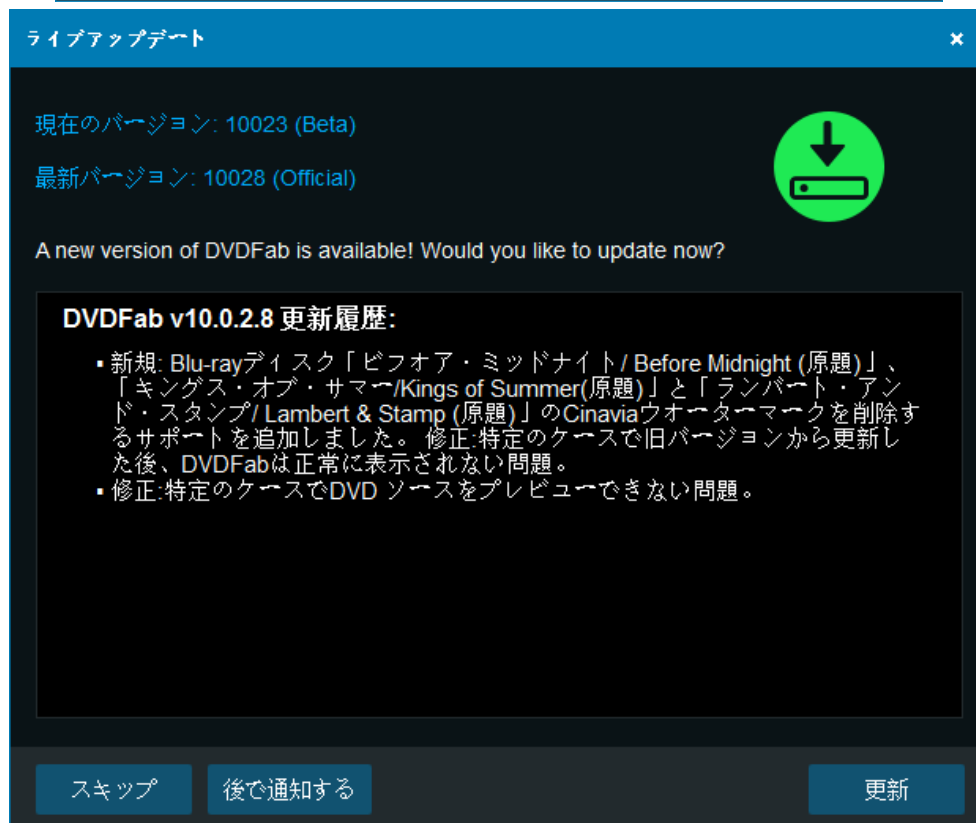 ライブアップデート
現在のバージョン: 10023 (Beta)
最新バージョン: 10028 (Official)
A new version of DVDFab is available! Would you like to update now?
DVDFab v10.0.2.8 更新履歴:
▪ 新規: Blu-rayディスク「ビフオア・ミッドナイト/ Before Midnight (原題)」、
「キングス・オブ・サマー/Kings of Summer(原題)」と「ランバート・アン
ド・スタンプ/ Lambert & Stamp (原題)」のCinaviaウオーターマークを削除す
るサポートを追加しました。 修正:特定のケースで旧バージョンから更新し
た後、DVDFabは正常に表示されない問題。
▪ 修正:特定のケースでDVD ソースをプレビューできない問題。
スキップ
後で通知する
更新